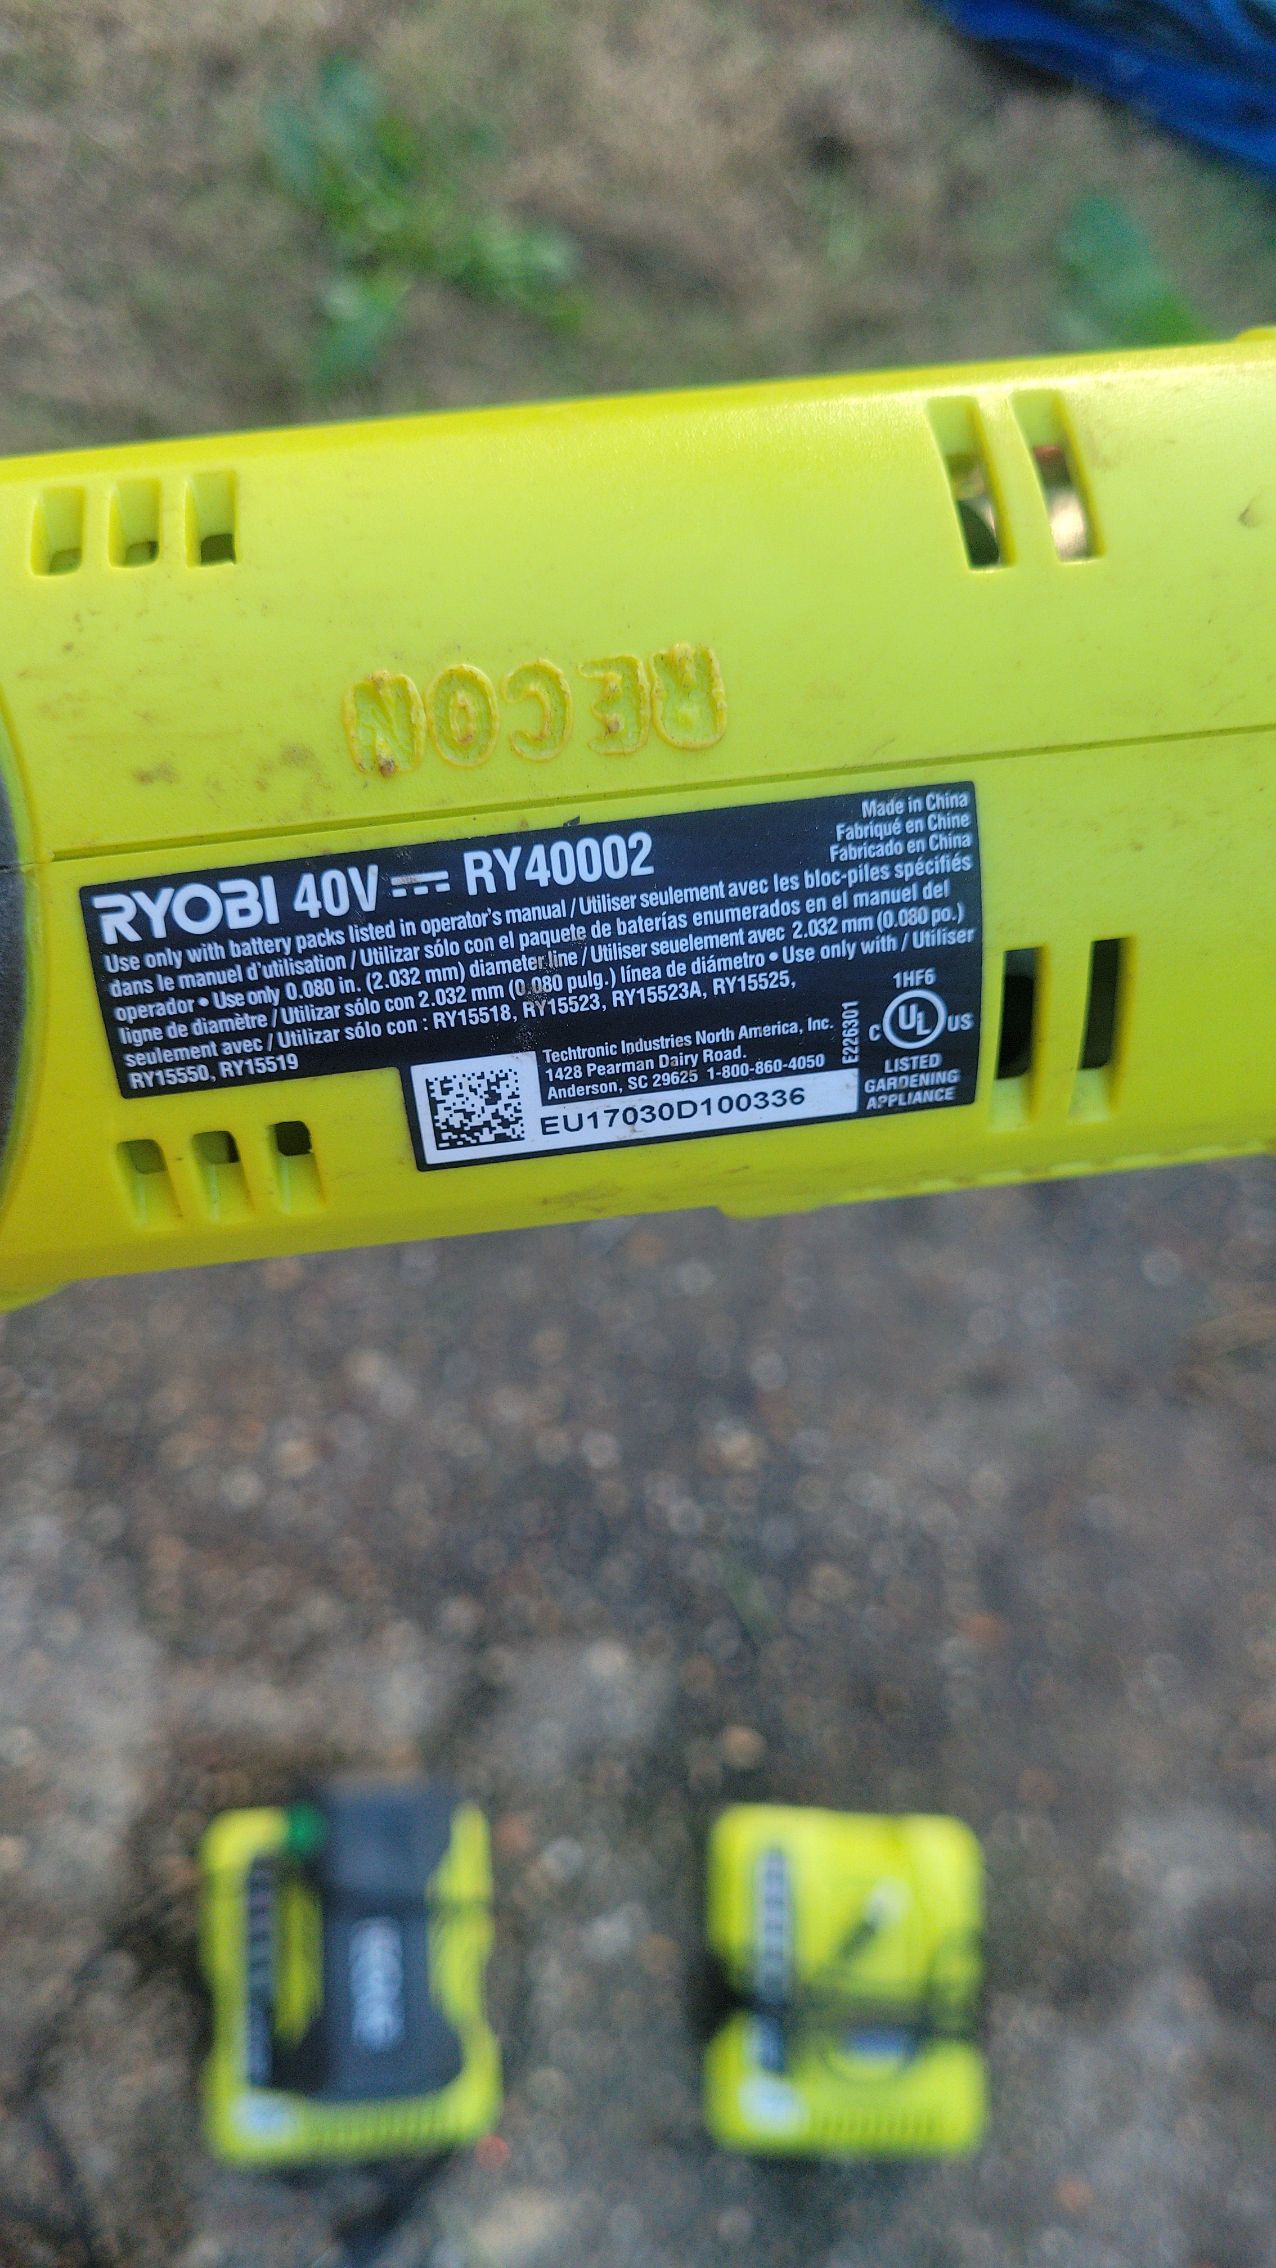 RECON
RYOBI 40V RY40002
Made in China
Fabriqué en Chine
Fabricado en China
Use only with battery packs listed in operator's manual / Utiliser seulement avec les bloc-piles spécifiés
dans le manuel d'utilisation / Utilizar sólo con el paquete de baterías enumerados en el manuel del
operador • Use only 0.080 in. (2.032 mm) diameter line / Utiliser seuelement avec 2.032 mm (0.080 po.)
ligne de diamètre / Utilizar sólo con 2.032 mm (0.080 pulg.) línea de diámetro • Use only with / Utiliser
seulement avec / Utilizar sólo con : RY15518, RY15523, RY15523A, RY15525,
RY15550, RY15519
Techtronic Industries North America, Inc.
1428 Pearman Dairy Road.
Anderson, SC 29625 1-800-860-4050
EU17030D100336
E226301
1HF6
C UL US
LISTED
GARDENING
APPLIANCE